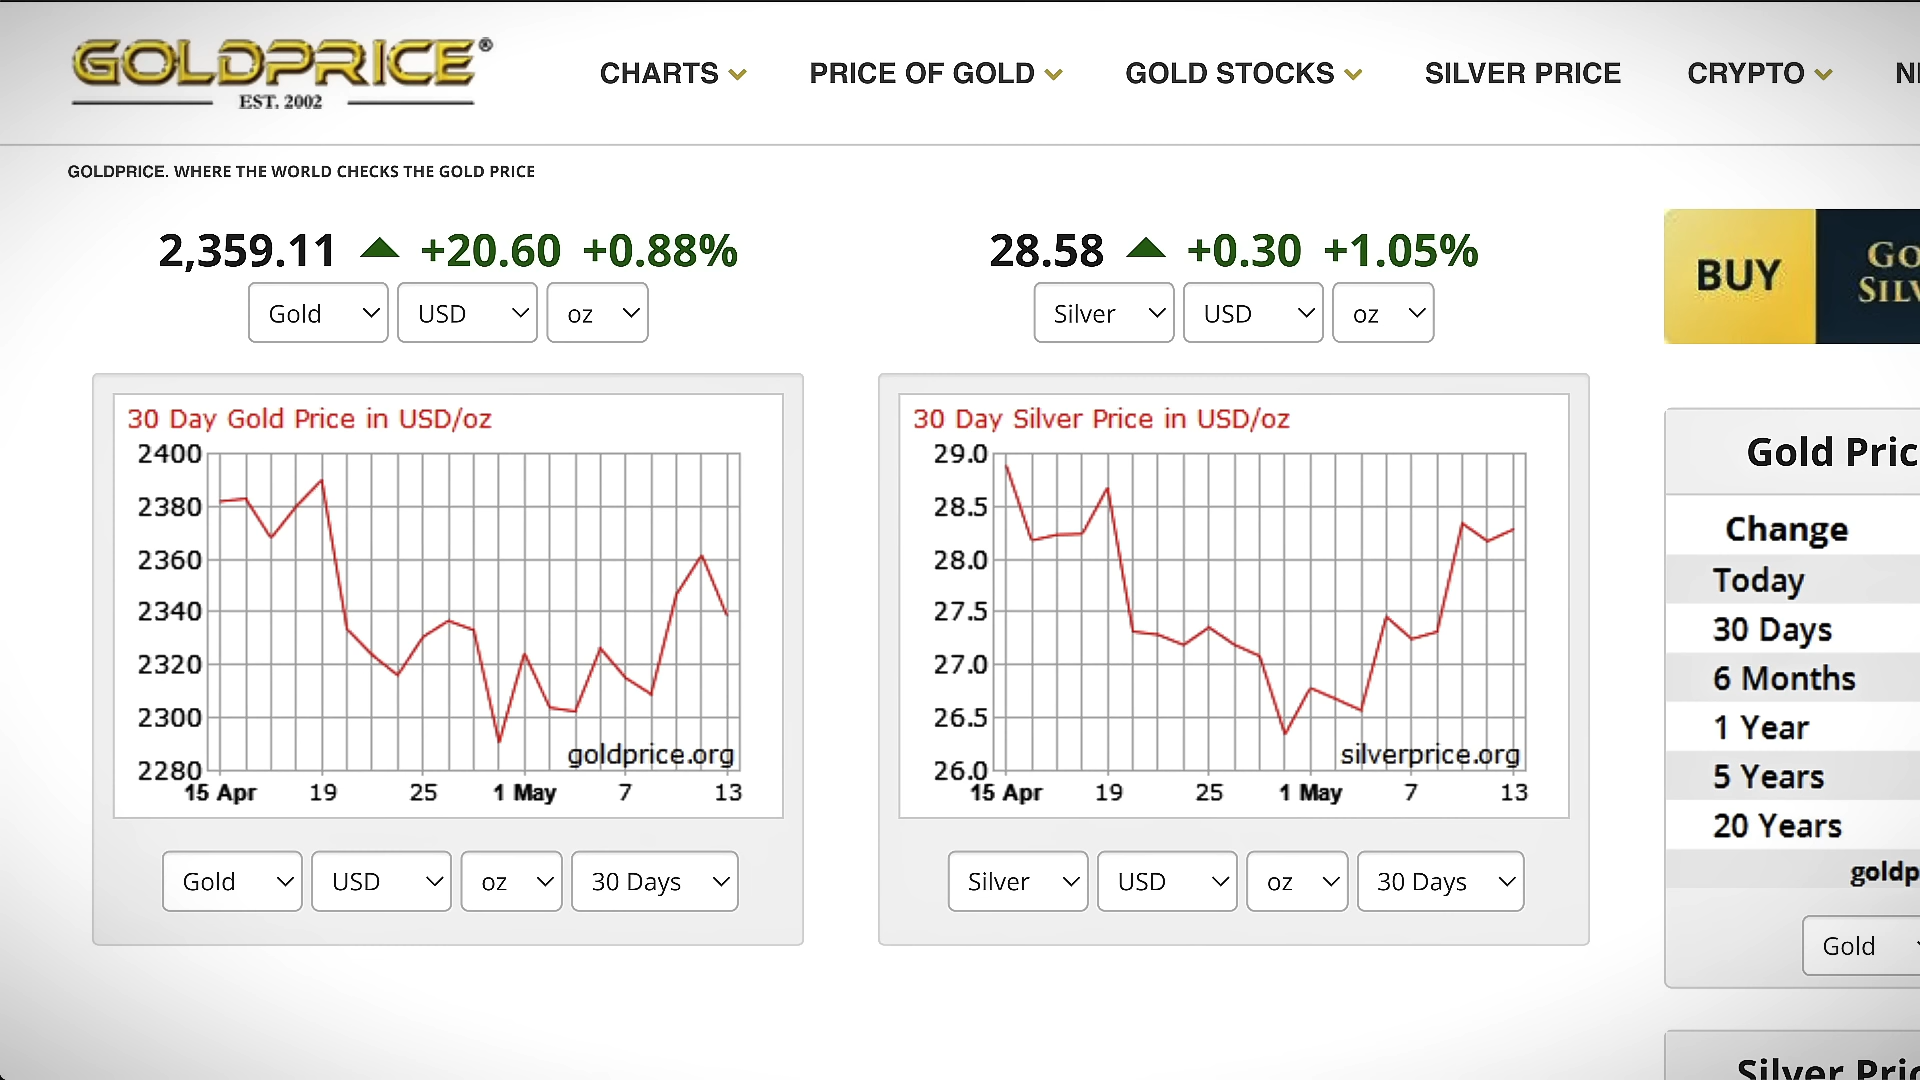 GOLDPRICE®
EST. 2002
CHARTS PRICE OF GOLD GOLD STOCKS SILVER PRICE CRYPTO
GOLDPRICE. WHERE THE WORLD CHECKS THE GOLD PRICE
2,359.11 ▲ +20.60 +0.88%
Gold USD oz
30 Day Gold Price in USD/oz
2400
2380
2360
2340
2320
2300
2280
goldprice.org
15 Apr 19 25 1 May 7 13
Gold USD oz 30 Days
28.58 ▲ +0.30 +1.05%
Silver USD oz
30 Day Silver Price in USD/oz
29.0
28.5
28.0
27.5
27.0
26.5
26.0
silverprice.org
15 Apr 19 25 1 May 7 13
Silver USD oz 30 Days
BUY
Gold Pric
Change
Today
30 Days
6 Months
1 Year
5 Years
20 Years
goldp
Gold
Silver Pric